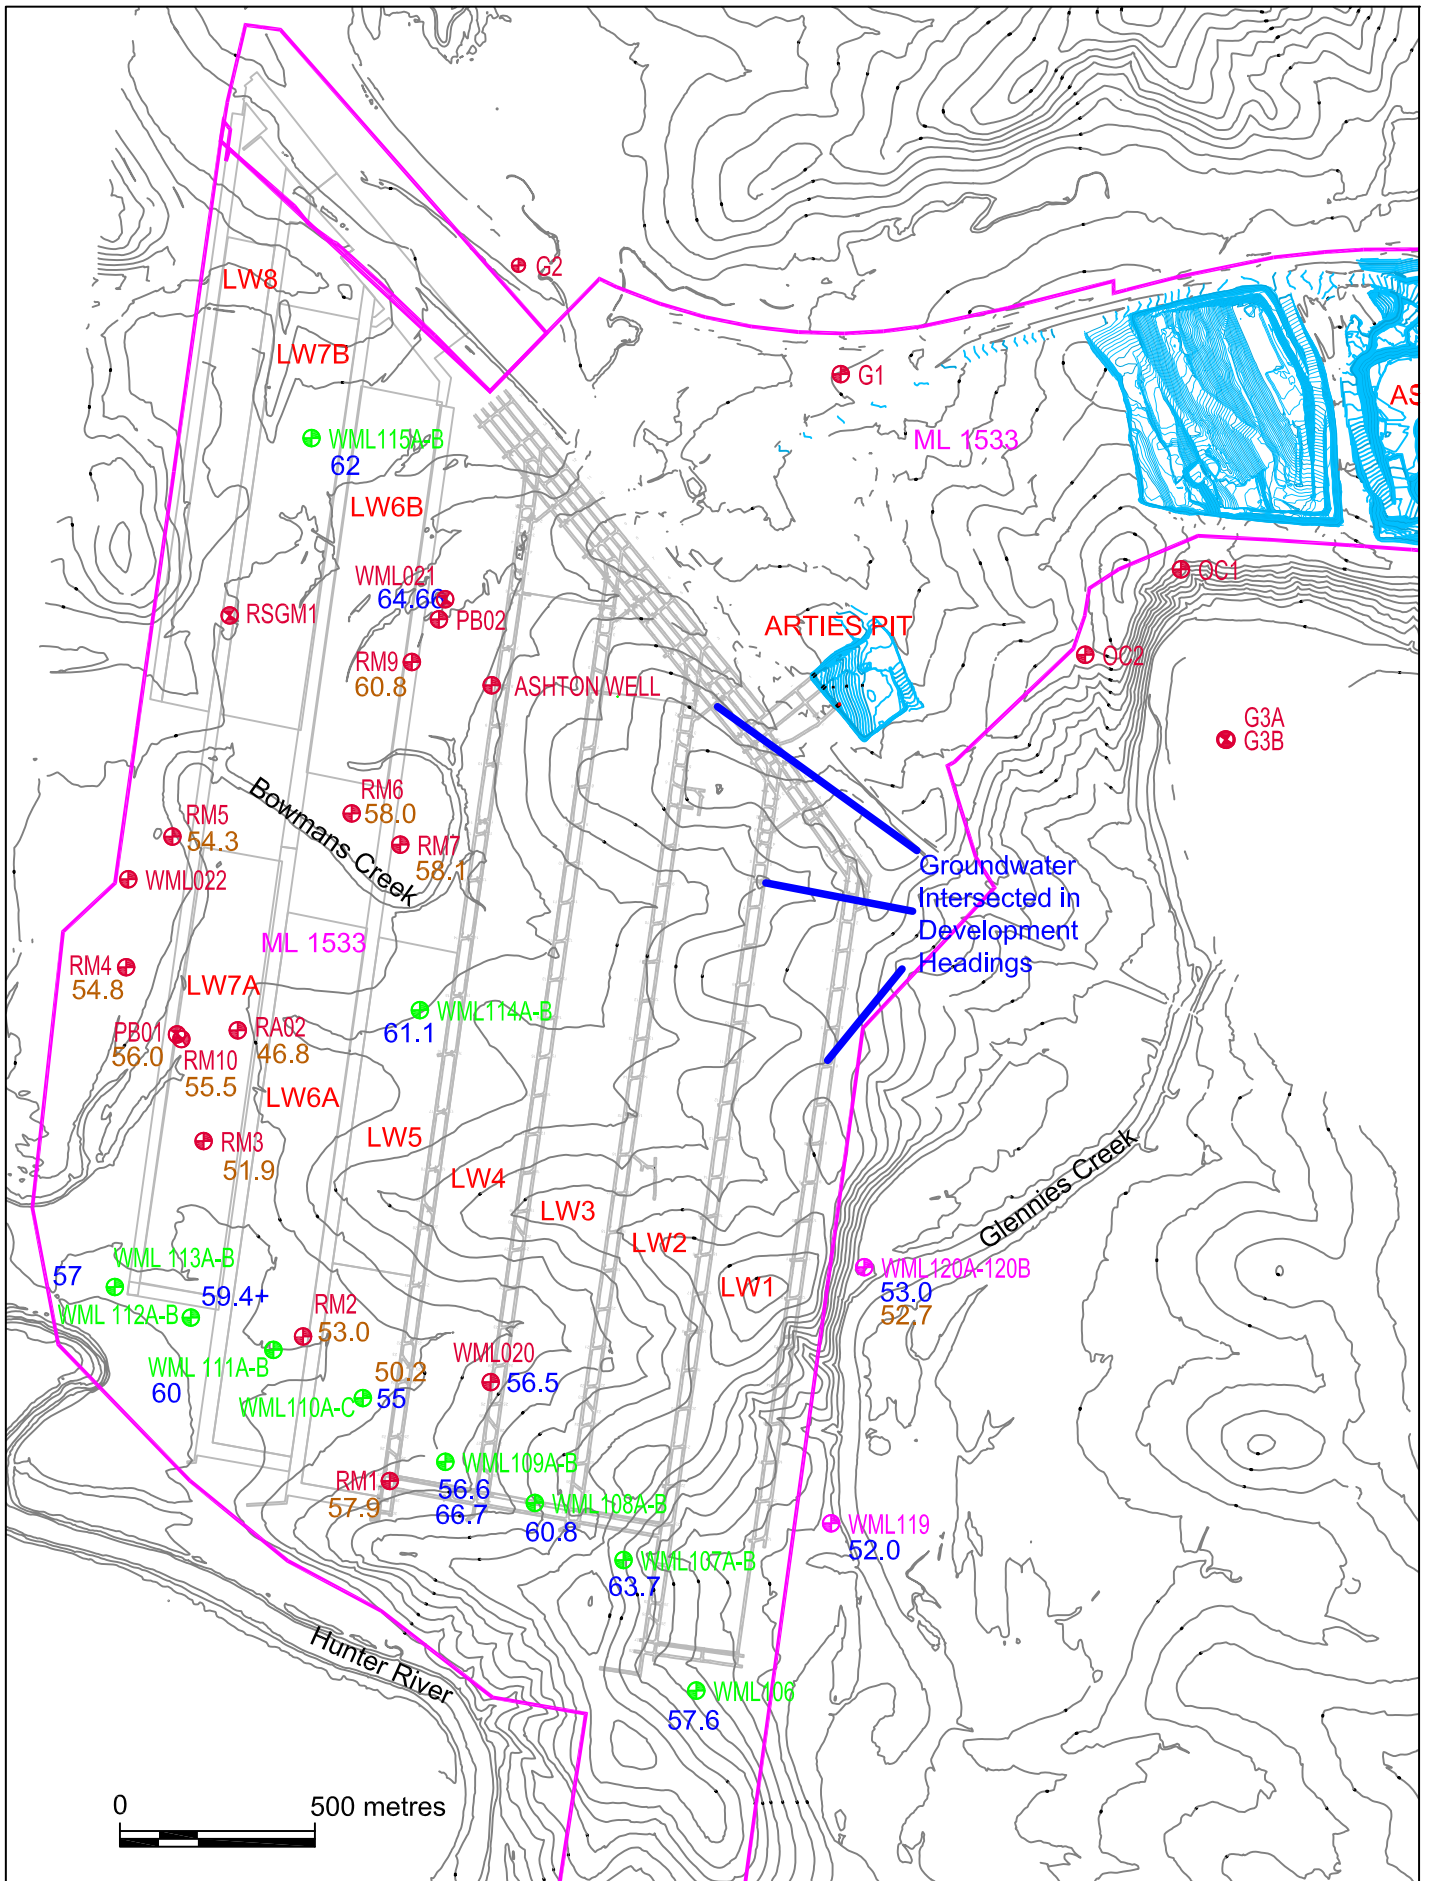 G2
LW8
LW7B
G1
AS
ML 1533
WML115A-B
62
LW6B
OC1
WML021
64.66
RSGM1
PB02
ARTIES PIT
OC2
RM9
60.8
ASHTON WELL
G3A
G3B
Bowmans Creek
RM6
58.0
RM5
54.3
RM7
58.1
WML022
Groundwater
Intersected in
Development
Headings
ML 1533
RM4
54.8
LW7A
WML114A-B
61.1
PB01
56.0
RA02
46.8
RM10
55.5
LW6A
RM3
51.9
LW5
LW4
LW3
LW2
LW1
Glennies Creek
WML 113A-B
57
59.4+
WML120A-120B
53.0
52.7
WML 112A-B
RM2
53.0
WML 111A-B
60
50.2
55
WML110A-C
WML020
56.5
WML109A-B
56.6
66.7
RM1
57.9
WML108A-B
60.8
WML119
52.0
WML107A-B
63.7
Hunter River
WML106
57.6
0
500 metres